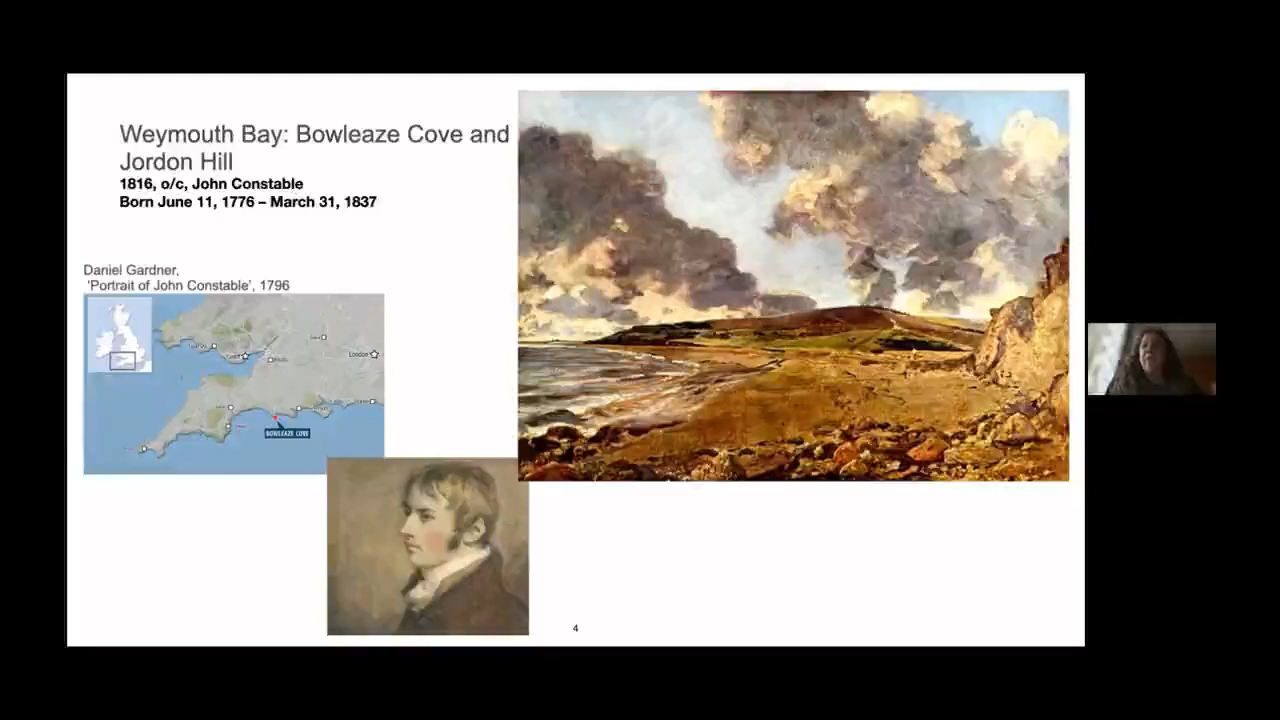 Weymouth Bay: Bowleaze Cove and
Jordon Hill
1816, o/c, John Constable
Born June 11, 1776 – March 31, 1837
Daniel Gardner,
'Portrait of John Constable', 1796
London
BOWLEAZE COVE
4